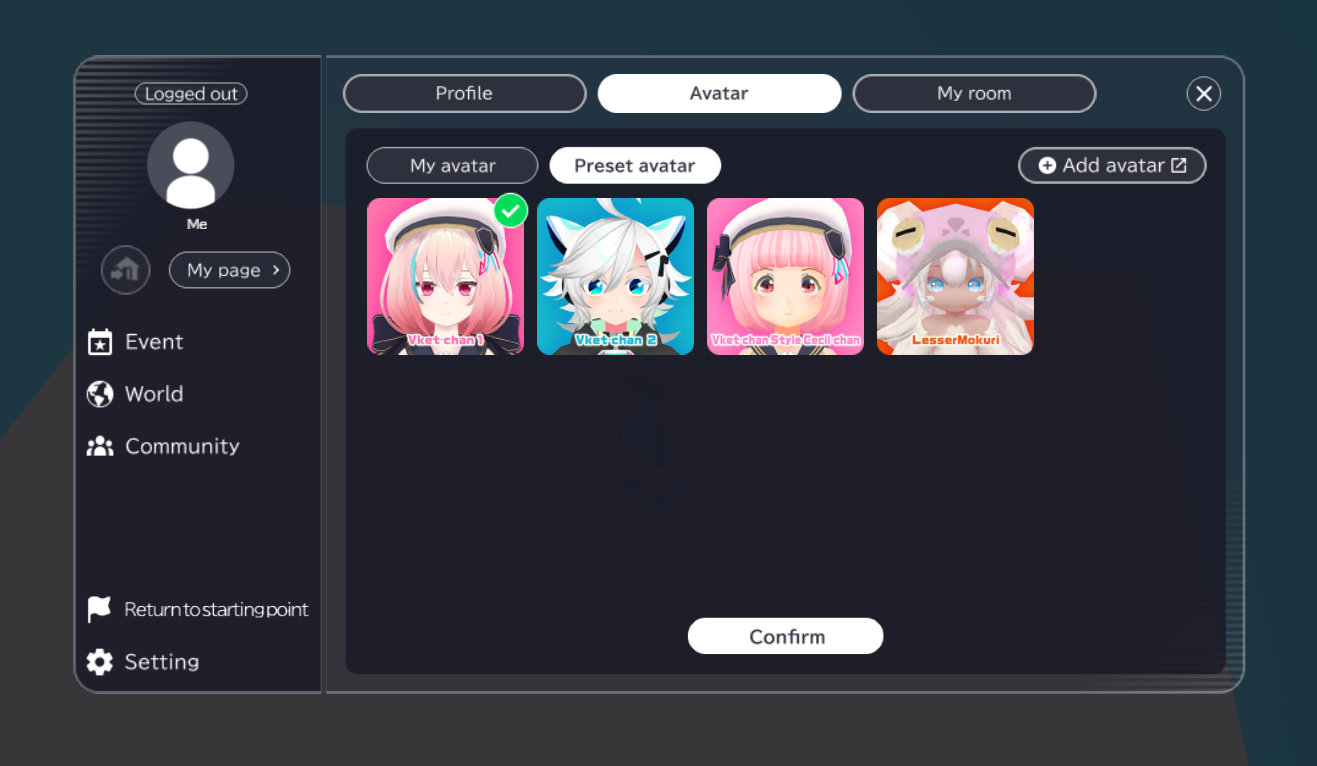 Logged out
Me
My page
Event
World
Community
Return to starting point
Setting
Profile
Avatar
My room
My avatar
Preset avatar
Add avatar
Vket-chan 1
Vket-chan 2
Vket-chan Style Cecil-chan
LesserMokuri
Confirm